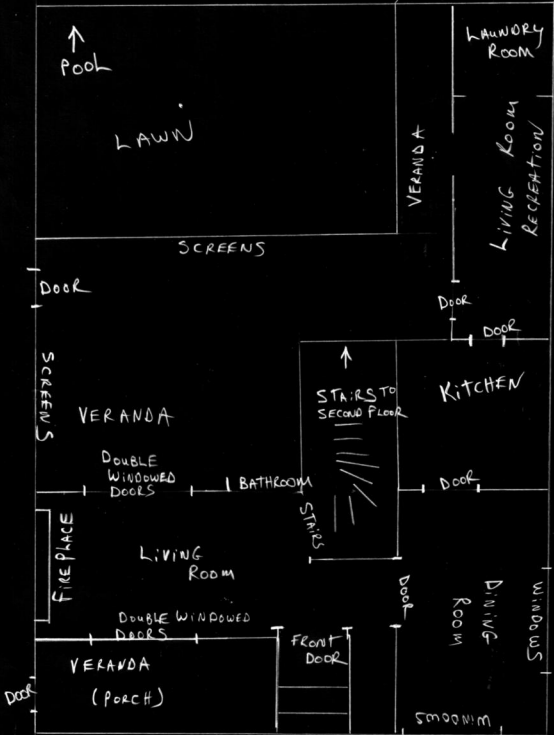 POOL
LAWN
VERANDA
LAUNDRY
ROOM
LIVING ROOM
RECREATION
SCREENS
DOOR
DOOR
DOOR
SCREENS
VERANDA
STAIRS TO
SECOND FLOOR
KITCHEN
DOUBLE
WINDOWED
DOORS
BATHROOM
STAIRS
DOOR
FIREPLACE
LIVING
ROOM
DOOR
DINING
ROOM
WINDOWS
DOUBLE WINDOWED
DOORS
FRONT
DOOR
VERANDA
(PORCH)
DOOR
WINDOWS